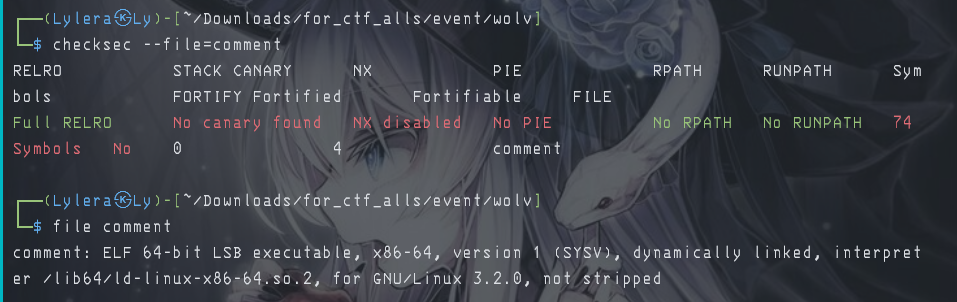 ┌──(Lylera㉿Ly)-[~/Downloads/for_ctf_alls/event/wolv]
└─$ checksec --file=comment
RELRO           STACK CANARY      NX            PIE             RPATH      RUNPATH      Sym
bols            FORTIFY Fortified       Fortifiable     FILE
Full RELRO      No canary found   NX disabled   No PIE          No RPATH   No RUNPATH   74
Symbols   No    0               4               comment
┌──(Lylera㉿Ly)-[~/Downloads/for_ctf_alls/event/wolv]
└─$ file comment
comment: ELF 64-bit LSB executable, x86-64, version 1 (SYSV), dynamically linked, interpret
er /lib64/ld-linux-x86-64.so.2, for GNU/Linux 3.2.0, not stripped